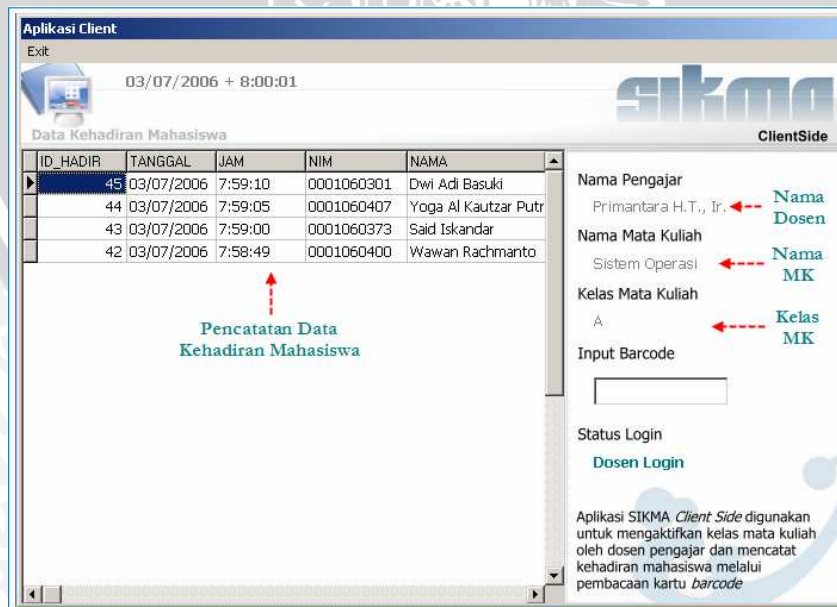 Aplikasi Client
Exit
03/07/2006 + 8:00:01
Data Kehadiran Mahasiswa
sikma
ClientSide
ID_HADIR TANGGAL JAM NIM NAMA
45 03/07/2006 7:59:10 0001060301 Dwi Adi Basuki
44 03/07/2006 7:59:05 0001060407 Yoga Al Kautzar Putr
43 03/07/2006 7:59:00 0001060373 Said Iskandar
42 03/07/2006 7:58:49 0001060400 Wawan Rachmanto
Pencatatan Data
Kehadiran Mahasiswa
Nama Pengajar
Primantara H.T., Ir.
Nama
Dosen
Nama Mata Kuliah
Sistem Operasi
Nama
MK
Kelas Mata Kuliah
A
Kelas
MK
Input Barcode
Status Login
Dosen Login
Aplikasi SIKMA Client Side digunakan
untuk mengaktifkan kelas mata kuliah
oleh dosen pengajar dan mencatat
kehadiran mahasiswa melalui
pembacaan kartu barcode